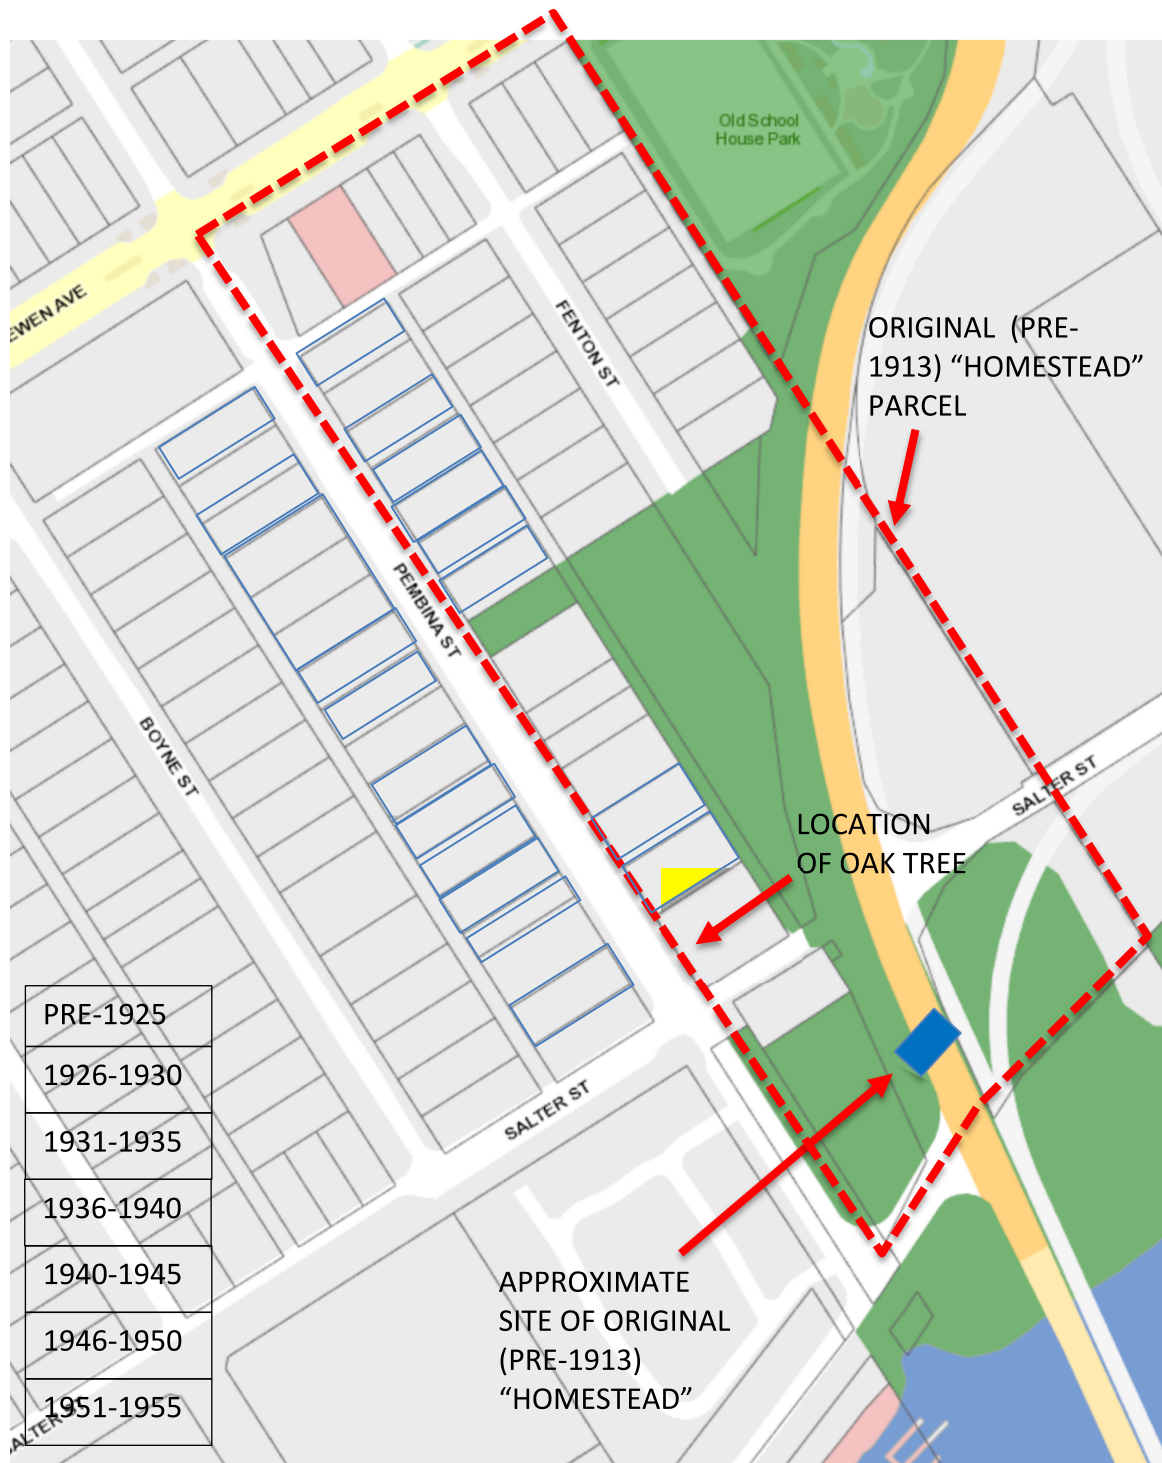 Old School
House Park
EWEN AVE
FENTON ST
ORIGINAL (PRE-
1913) “HOMESTEAD”
PARCEL
PEMBINA ST
BOYNE ST
SALTER ST
LOCATION
OF OAK TREE
PRE-1925
1926-1930
1931-1935
1936-1940
1940-1945
1946-1950
1951-1955
SALTER ST
APPROXIMATE
SITE OF ORIGINAL
(PRE-1913)
“HOMESTEAD”
SALTER ST